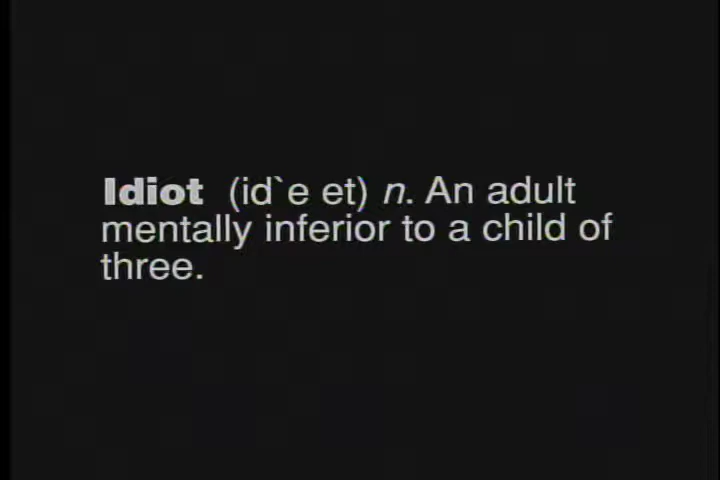 Idiot (id`e et) n. An adult
mentally inferior to a child of
three.